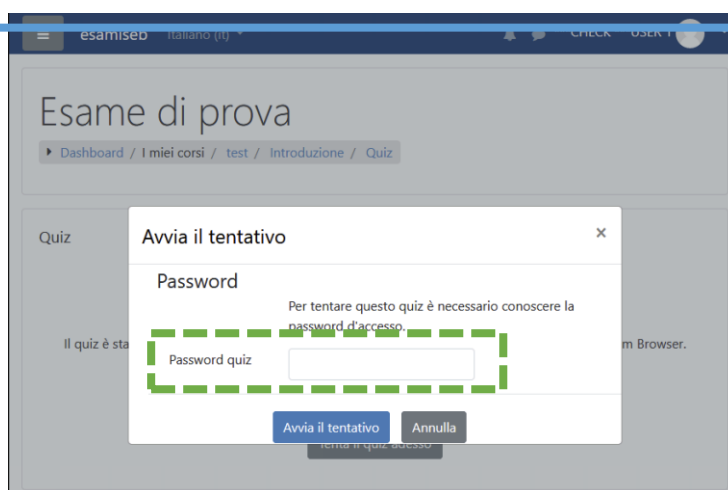 esamiseb Italiano (it) CHECK USER 1
Esame di prova
Dashboard / I miei corsi / test / Introduzione / Quiz
Quiz
Avvia il tentativo ×
Password
Per tentare questo quiz è necessario conoscere la
password d'accesso.
Il quiz è sta
m Browser.
Password quiz
Avvia il tentativo Annulla
Tenta il quiz adesso